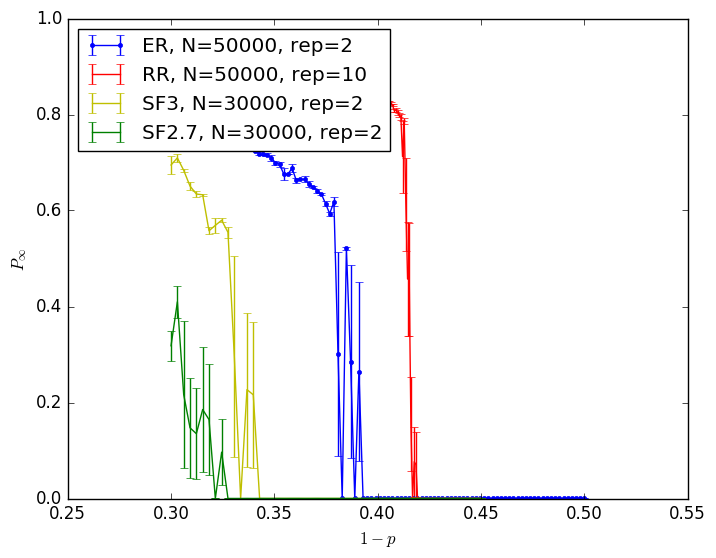 1.0
0.8
0.6
0.4
0.2
0.0
P∞
ER, N=50000, rep=2
RR, N=50000, rep=10
SF3, N=30000, rep=2
SF2.7, N=30000, rep=2
0.25 0.30 0.35 0.40 0.45 0.50 0.55
1 − p